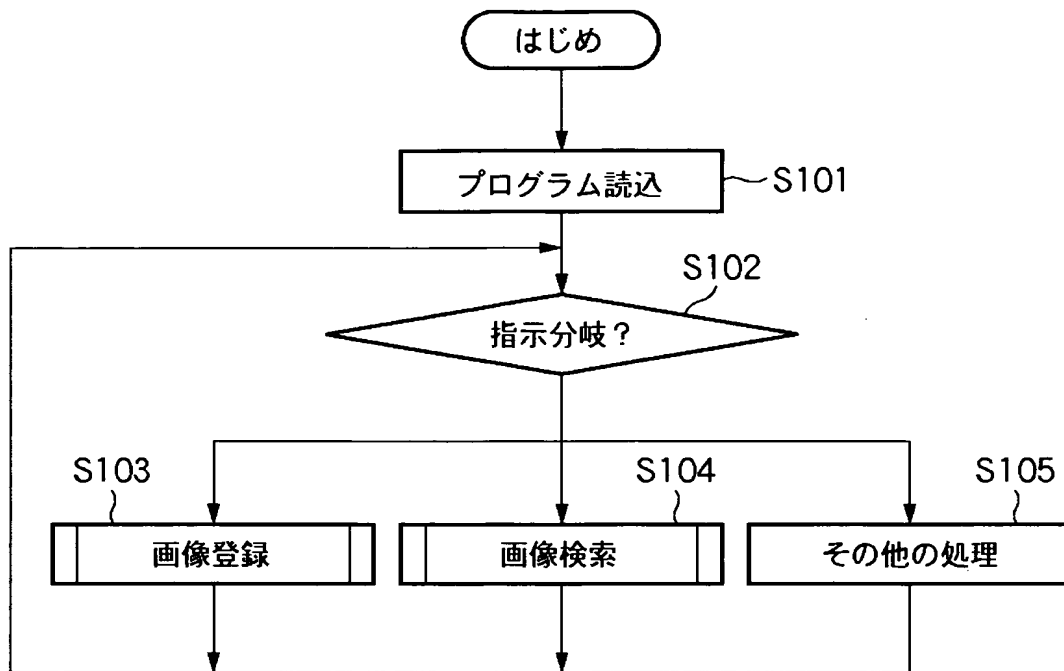 はじめ
プログラム読込
S101
S102
指示分岐？
S103
S104
S105
画像登録
画像検索
その他の処理